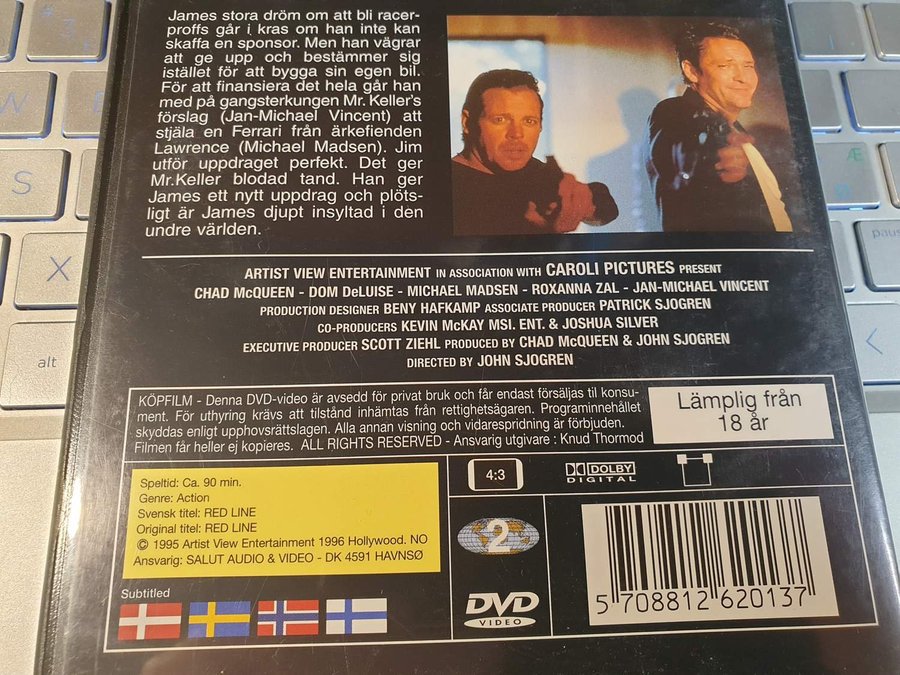 James stora dröm om att bli racer-
proffs går i kras om han inte kan
skaffa en sponsor. Men han vägrar
att ge upp och bestämmer sig
istället för att bygga sin egen bil.
För att finansiera det hela går han
med på gangsterkungen Mr. Keller's
förslag (Jan-Michael Vincent) att
stjäla en Ferrari från ärkefienden
Lawrence (Michael Madsen). Jim
utför uppdraget perfekt. Det ger
Mr.Keller blodad tand. Han ger
James ett nytt uppdrag och plöts-
ligt är James djupt insyltad i den
undre världen.
ARTIST VIEW ENTERTAINMENT IN ASSOCIATION WITH CAROLI PICTURES PRESENT
CHAD MCQUEEN - DOM DELUISE - MICHAEL MADSEN - ROXANNA ZAL - JAN-MICHAEL VINCENT
PRODUCTION DESIGNER BENY HAFKAMP ASSOCIATE PRODUCER PATRICK SJOGREN
CO-PRODUCERS KEVIN MCKAY MSI. ENT. & JOSHUA SILVER
EXECUTIVE PRODUCER SCOTT ZIEHL PRODUCED BY CHAD MCQUEEN & JOHN SJOGREN
DIRECTED BY JOHN SJOGREN
KÖPFILM - Denna DVD-video är avsedd för privat bruk och får endast försäljas til konsu-
ment. För uthyring krävs att tilstånd inhämtas från rettighetsägaren. Programinnehållet
skyddas enligt upphovsrättslagen. Alla annan visning och vidarespridning är förbjuden.
Filmen får heller ej kopieres. ALL RIGHTS RESERVED - Ansvarig utgivare : Knud Thormod
Lämplig från
18 år
Speltid: Ca. 90 min.
Genre: Action
Svensk titel: RED LINE
Original titel: RED LINE
© 1995 Artist View Entertainment 1996 Hollywood. NO
Ansvarig: SALUT AUDIO & VIDEO - DK 4591 HAVNSØ
Subtitled
4:3
DOLBY
DIGITAL
2
DVD
VIDEO
5 708812 620137
W
S
X
alt
Æ
paus
<